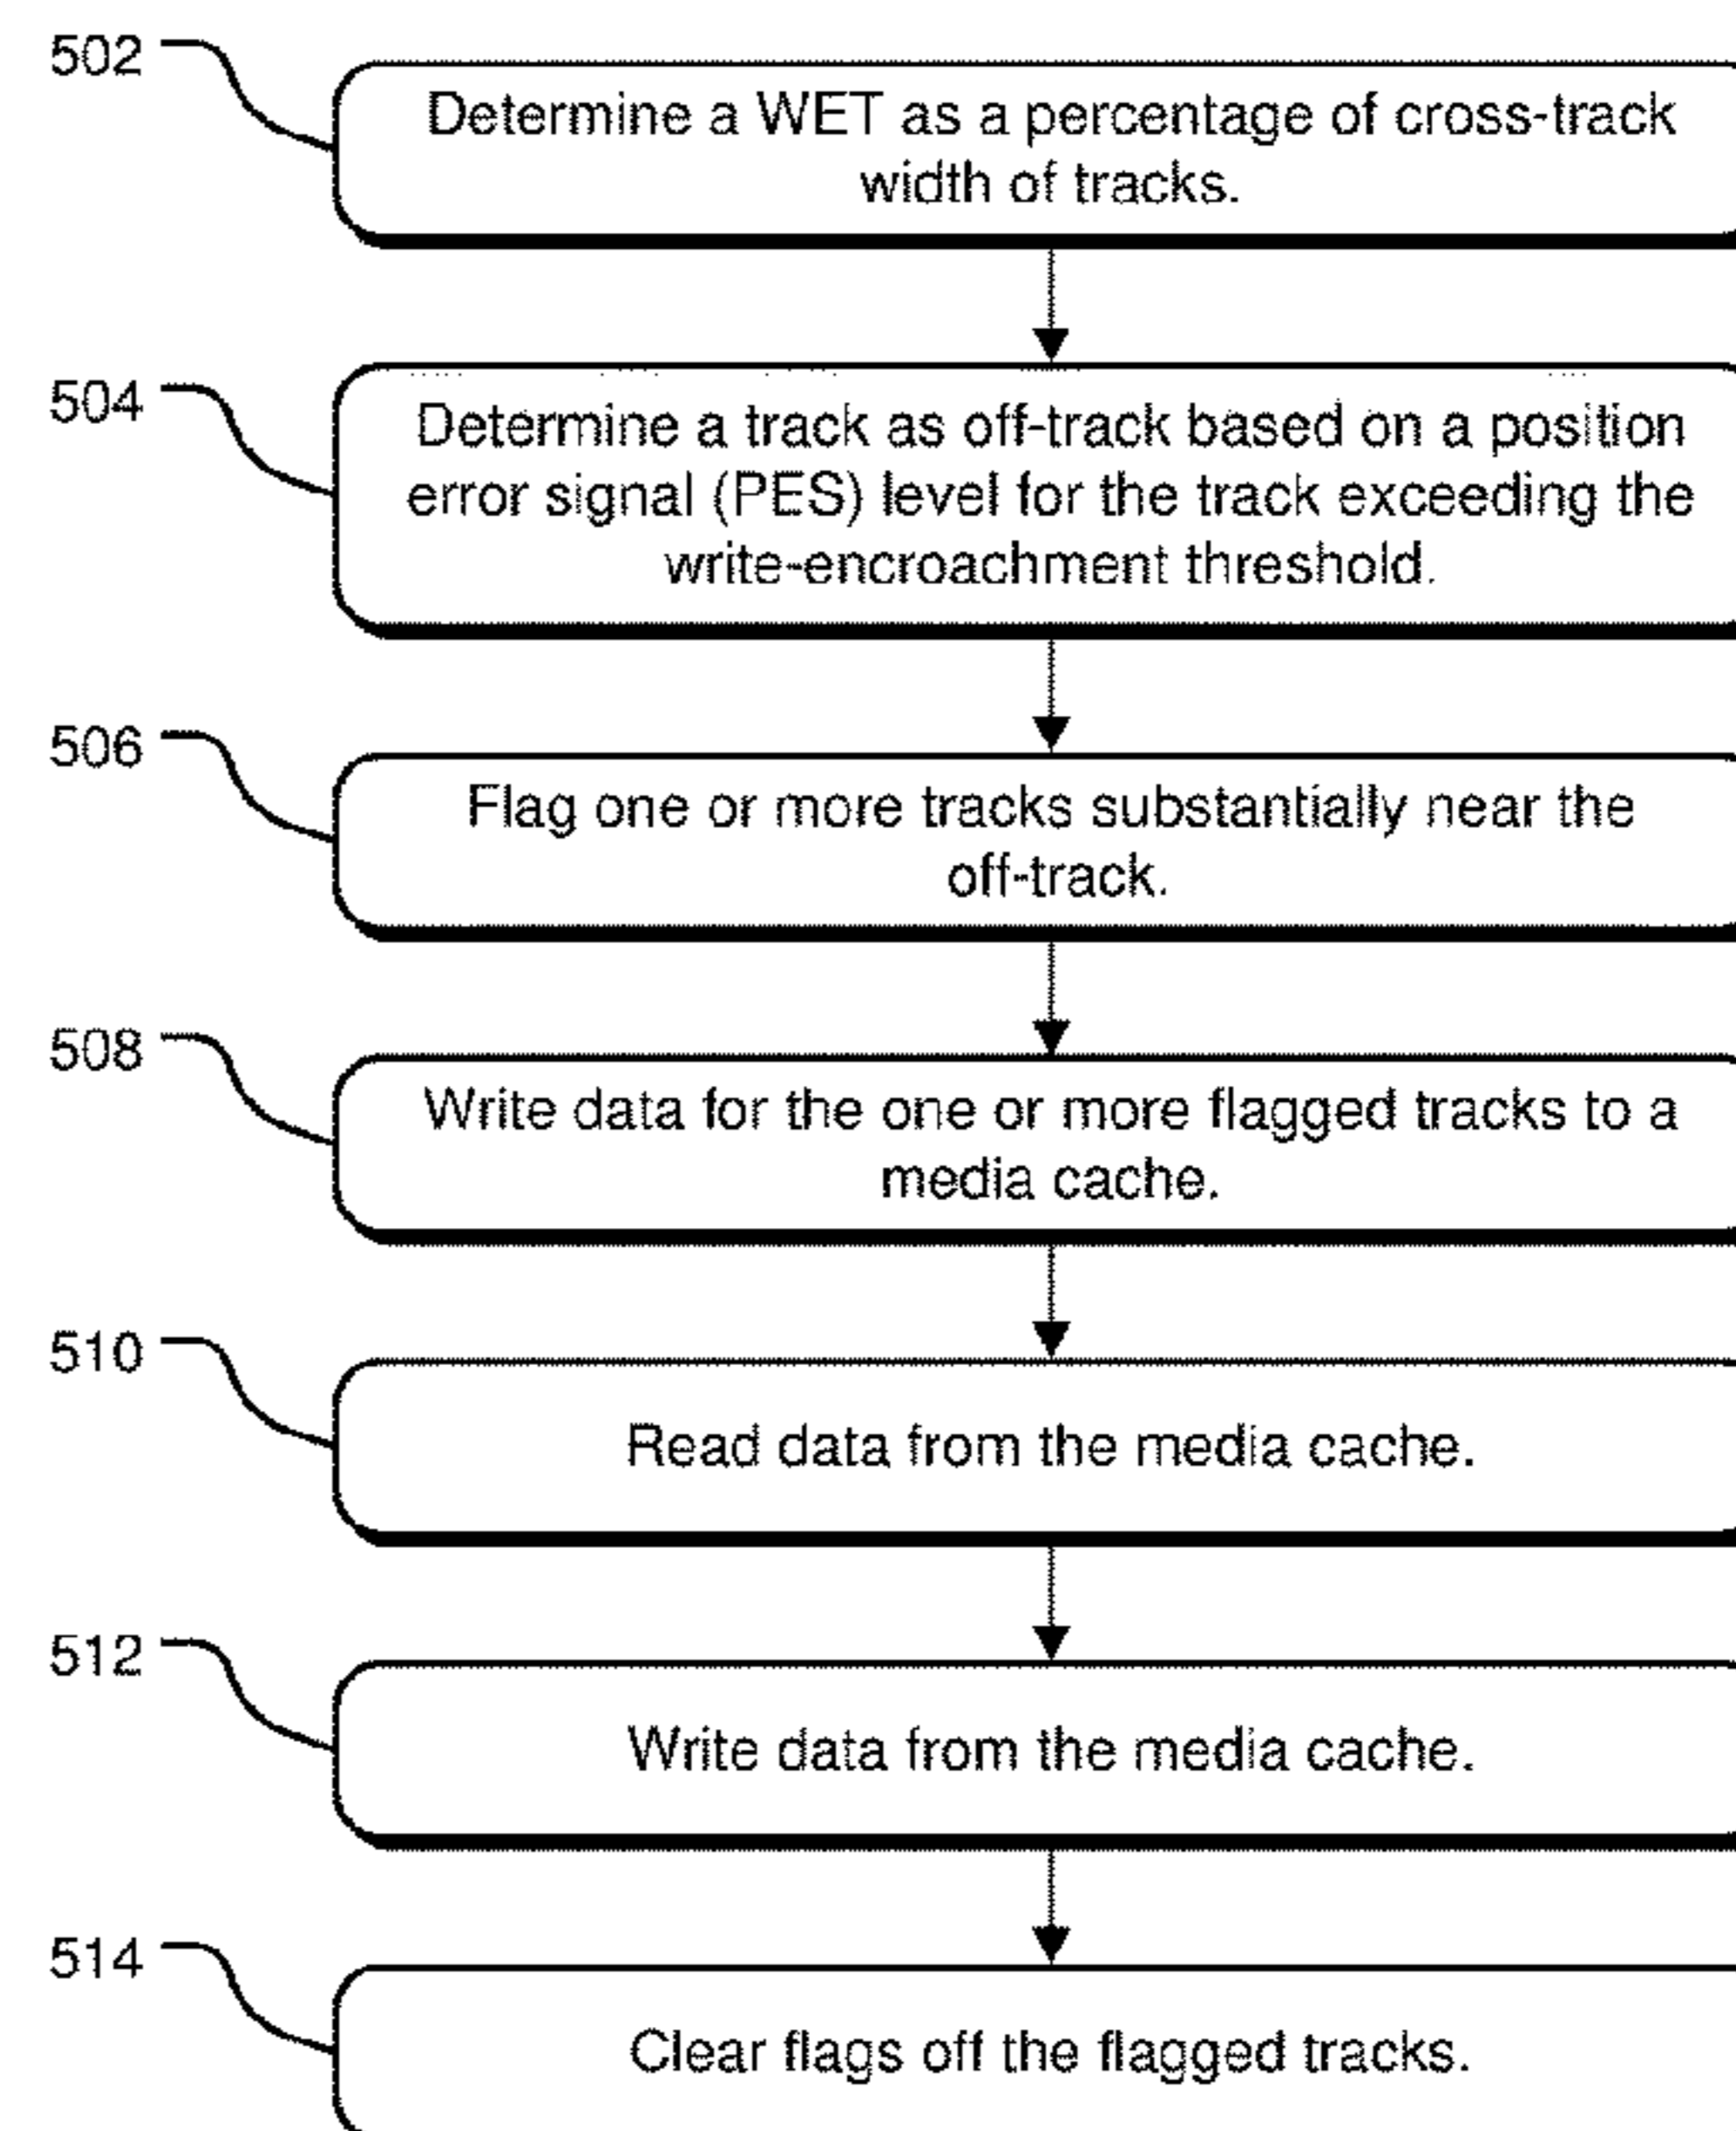 502
Determine a WET as a percentage of cross-track
width of tracks.
504
Determine a track as off-track based on a position
error signal (PES) level for the track exceeding the
write-encroachment threshold.
506
Flag one or more tracks substantially near the
off-track.
508
Write data for the one or more flagged tracks to a
media cache.
510
Read data from the media cache.
512
Write data from the media cache.
514
Clear flags off the flagged tracks.